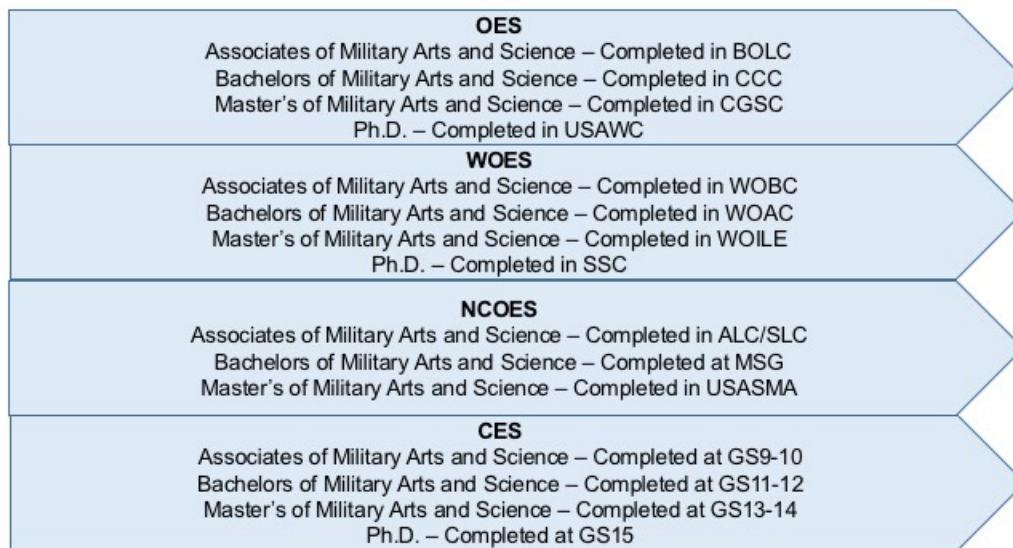 OES
Associates of Military Arts and Science – Completed in BOLC
Bachelors of Military Arts and Science – Completed in CCC
Master's of Military Arts and Science – Completed in CGSC
Ph.D. – Completed in USAWC
WOES
Associates of Military Arts and Science – Completed in WOBC
Bachelors of Military Arts and Science – Completed in WOAC
Master's of Military Arts and Science – Completed in WOILE
Ph.D. – Completed in SSC
NCOES
Associates of Military Arts and Science – Completed in ALC/SLC
Bachelors of Military Arts and Science – Completed at MSG
Master's of Military Arts and Science – Completed in USASMA
CES
Associates of Military Arts and Science – Completed at GS9-10
Bachelors of Military Arts and Science – Completed at GS11-12
Master's of Military Arts and Science – Completed at GS13-14
Ph.D. – Completed at GS15